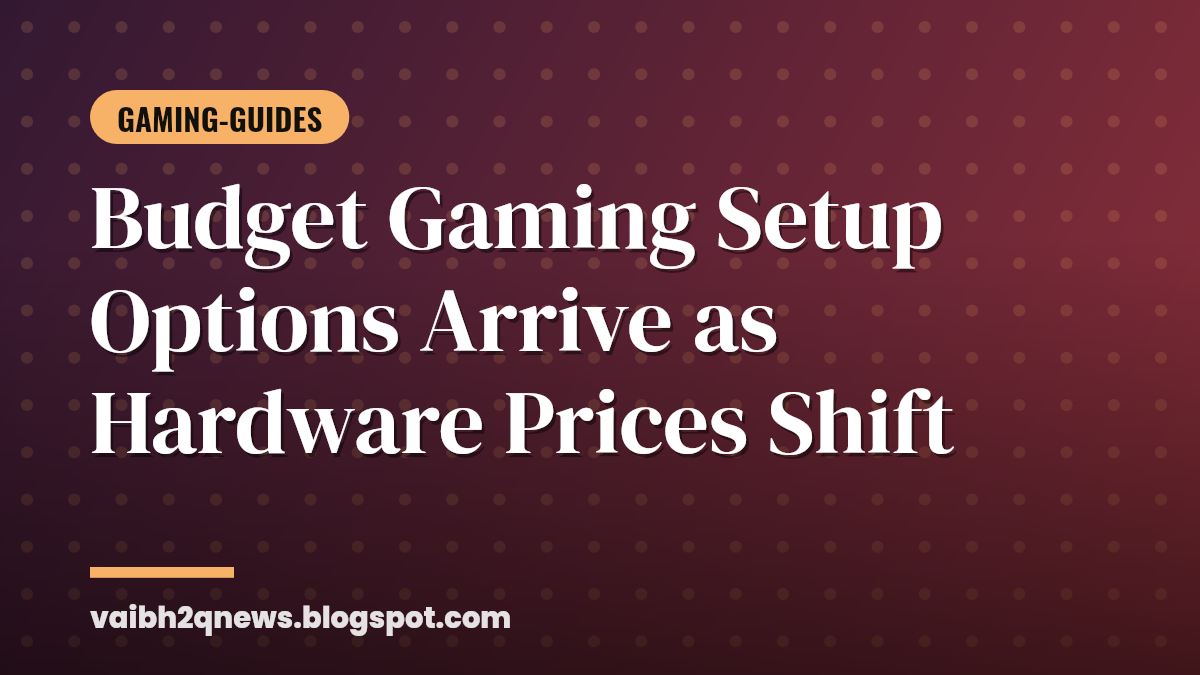 GAMING-GUIDES
Budget Gaming Setup
Options Arrive as
Hardware Prices Shift
vaibh2qnews.blogspot.com